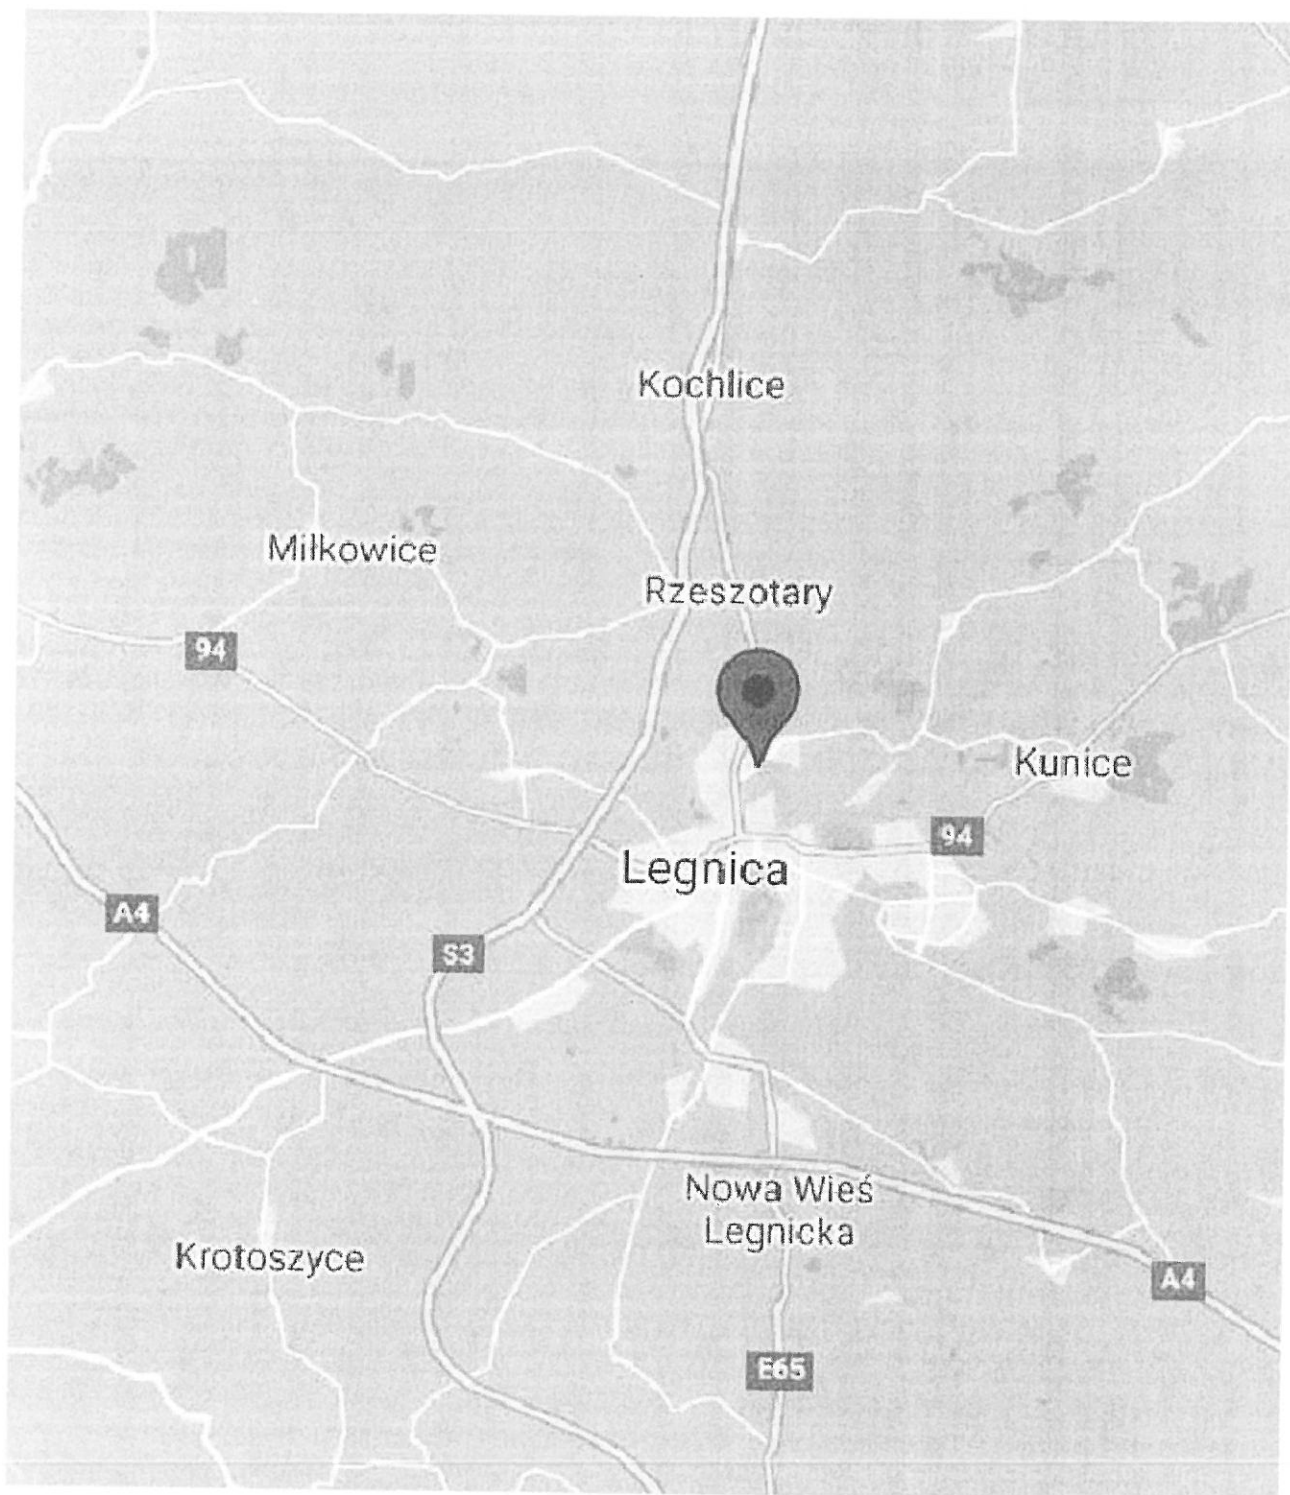 Kochlice
Miłkowice
Rzeszotary
94
Kunice
94
Legnica
A4
S3
Nowa Wieś
Legnicka
Krotoszyce
A4
E65